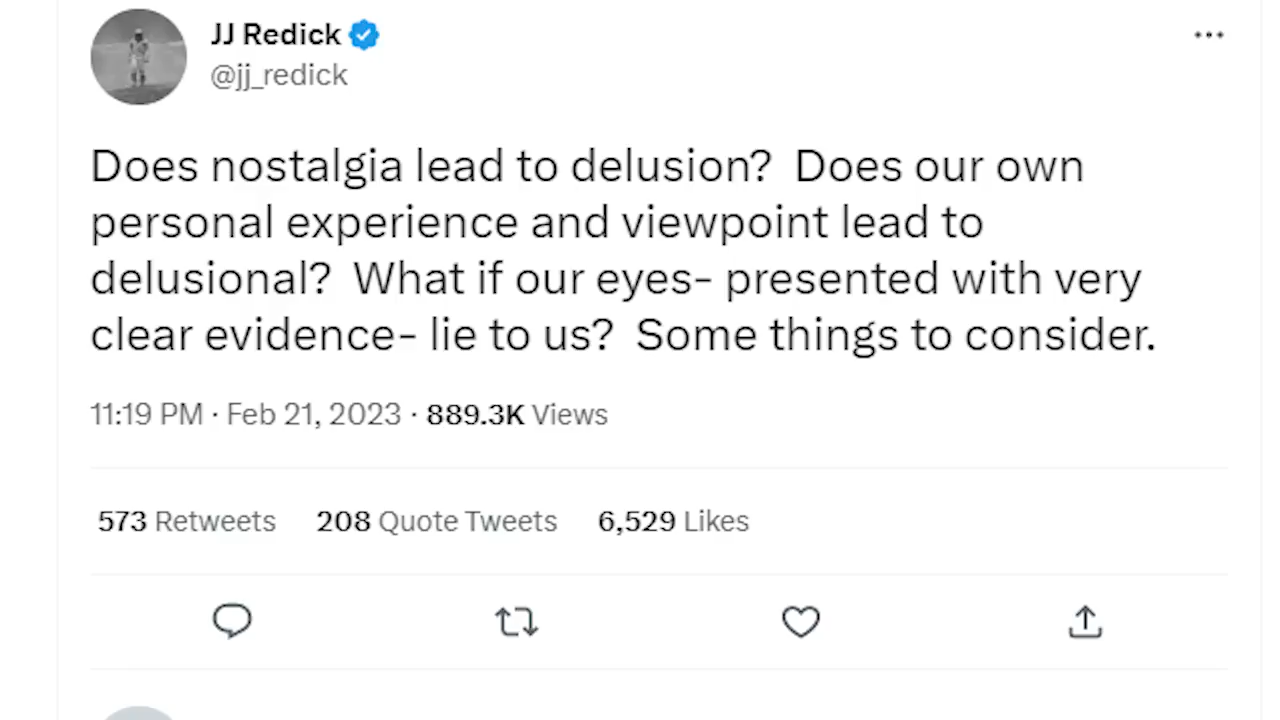 JJ Redick
@jj_redick
Does nostalgia lead to delusion?  Does our own
personal experience and viewpoint lead to
delusional?  What if our eyes- presented with very
clear evidence- lie to us?  Some things to consider.
11:19 PM · Feb 21, 2023 · 889.3K Views
573 Retweets 208 Quote Tweets 6,529 Likes